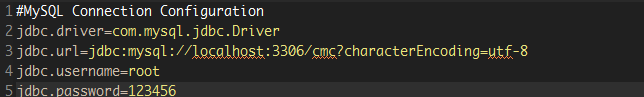 1 #MySQL Connection Configuration
2 jdbc.driver=com.mysql.jdbc.Driver
3 jdbc.url=jdbc:mysql://localhost:3306/cmc?characterEncoding=utf-8
4 jdbc.username=root
5 jdbc.password=123456